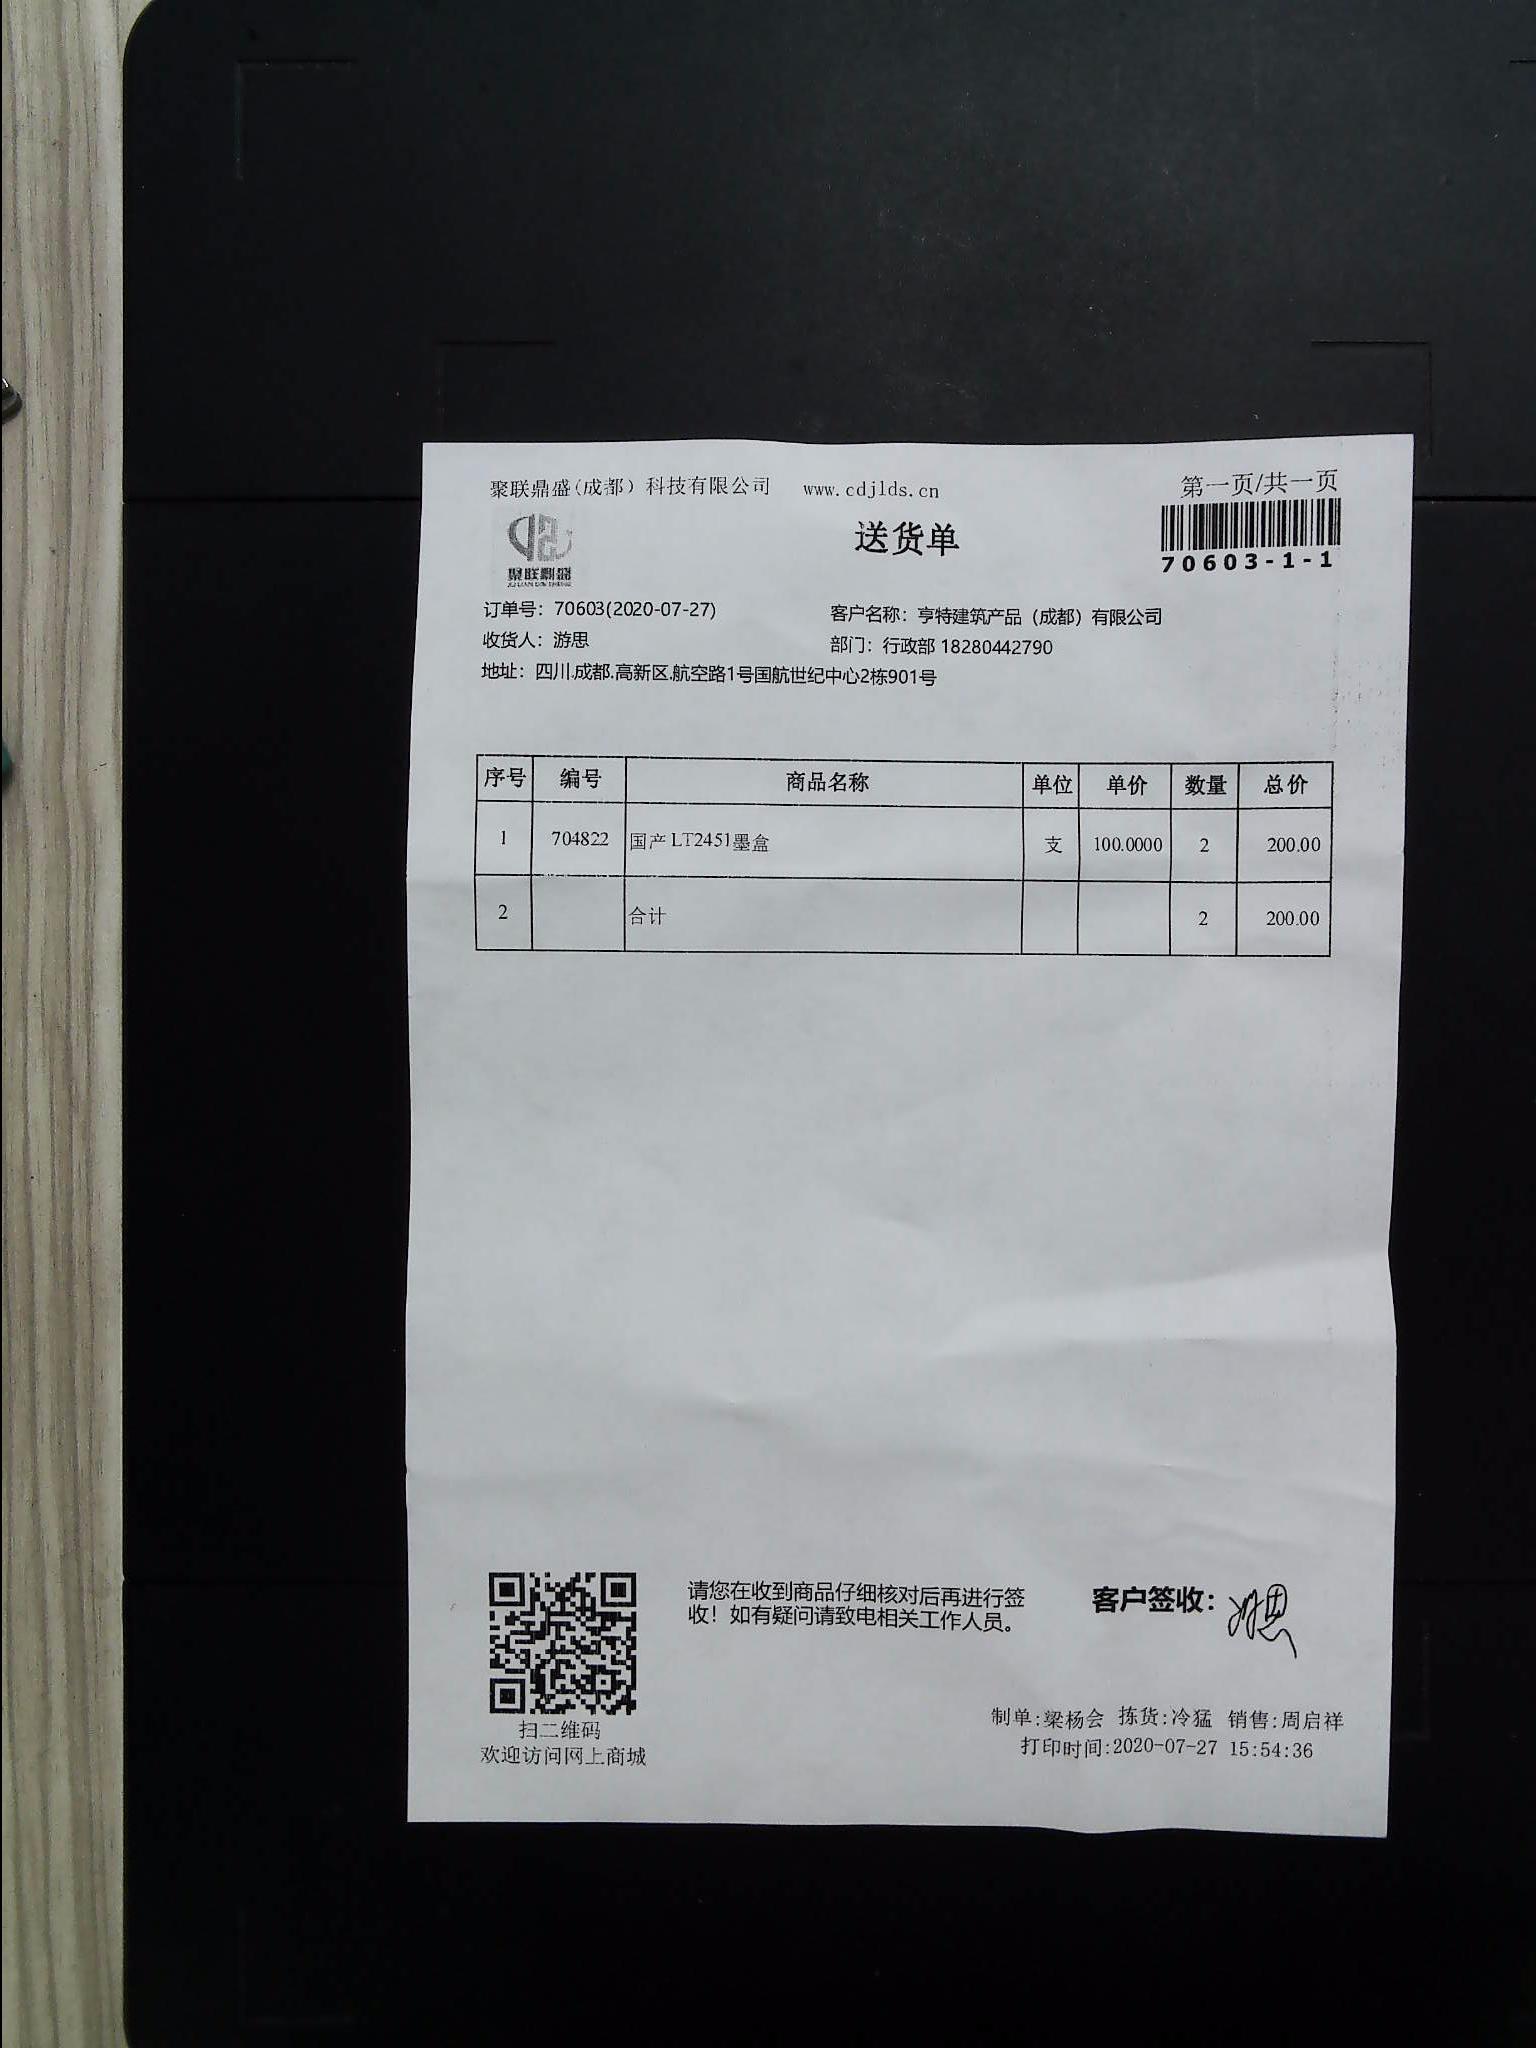 聚联鼎盛(成都）科技有限公司 www.cdjlds.cn
第一页/共一页
送货单
聚联鼎盛
70603-1-1
订单号：70603(2020-07-27)
客户名称：亨特建筑产品（成都）有限公司
收货人：游思
部门：行政部 18280442790
地址：四川.成都.高新区.航空路1号国航世纪中心2栋901号
序号 编号 商品名称 单位 单价 数量 总价
1 704822 国产 LT2451墨盒 支 100.0000 2 200.00
2 合计 2 200.00
请您在收到商品仔细核对后再进行签
收！如有疑问请致电相关工作人员。
客户签收：游思
扫二维码
欢迎访问网上商城
制单:梁杨会 拣货:冷猛 销售:周启祥
打印时间:2020-07-27 15:54:36